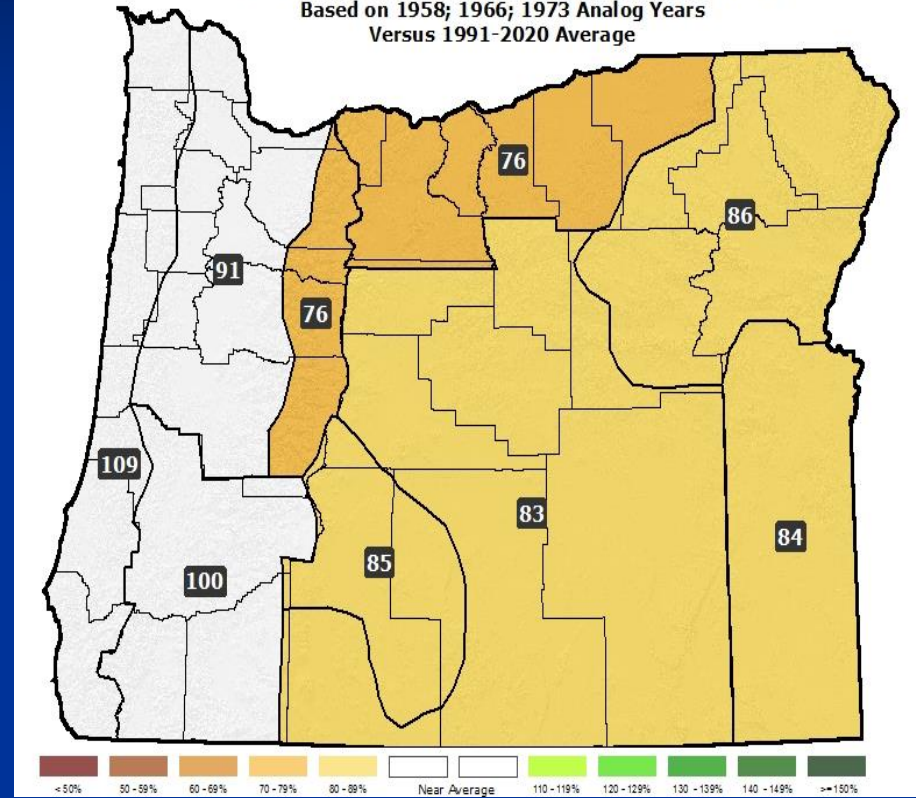 Based on 1958; 1966; 1973 Analog Years
Versus 1991-2020 Average
76
86
91
76
109
83
84
85
100
<50%
50 - 59%
60 - 69%
70 - 79%
80 - 89%
Near Average
110 - 119%
120 - 129%
130 - 139%
140 - 149%
>= 150%